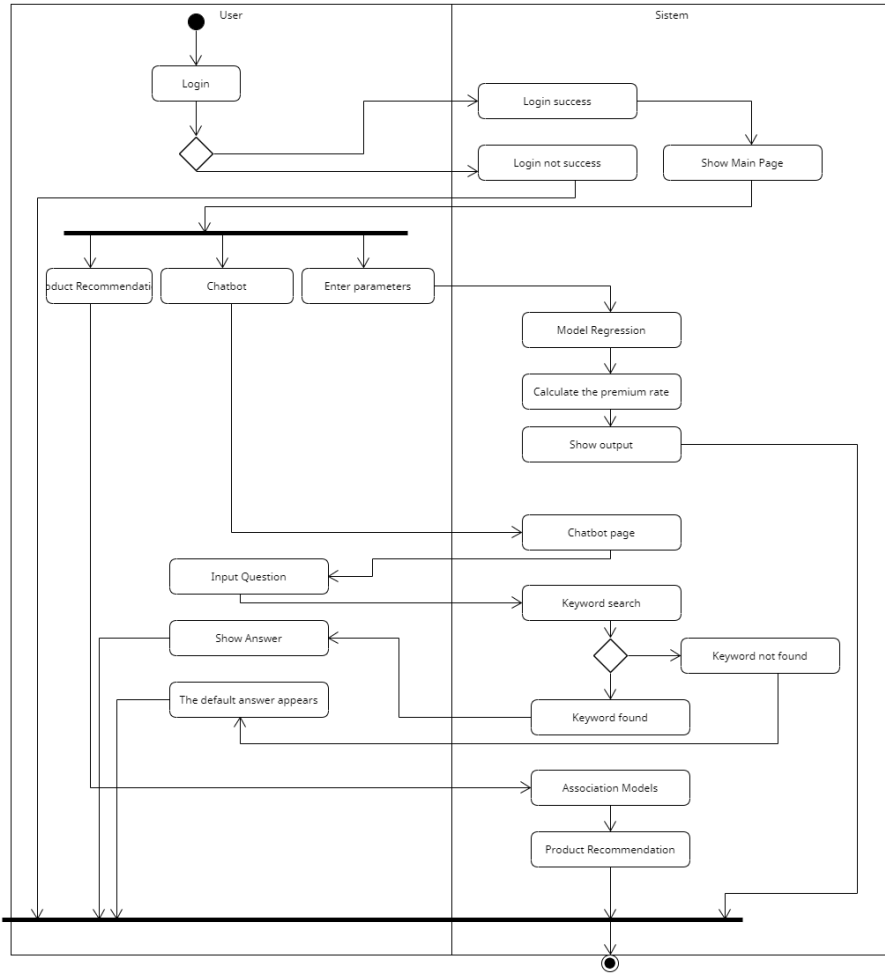 User
Sistem
Login
Login success
Login not success
Show Main Page
oduct Recommendati
Chatbot
Enter parameters
Model Regression
Calculate the premium rate
Show output
Chatbot page
Input Question
Keyword search
Show Answer
Keyword not found
The default answer appears
Keyword found
Association Models
Product Recommendation